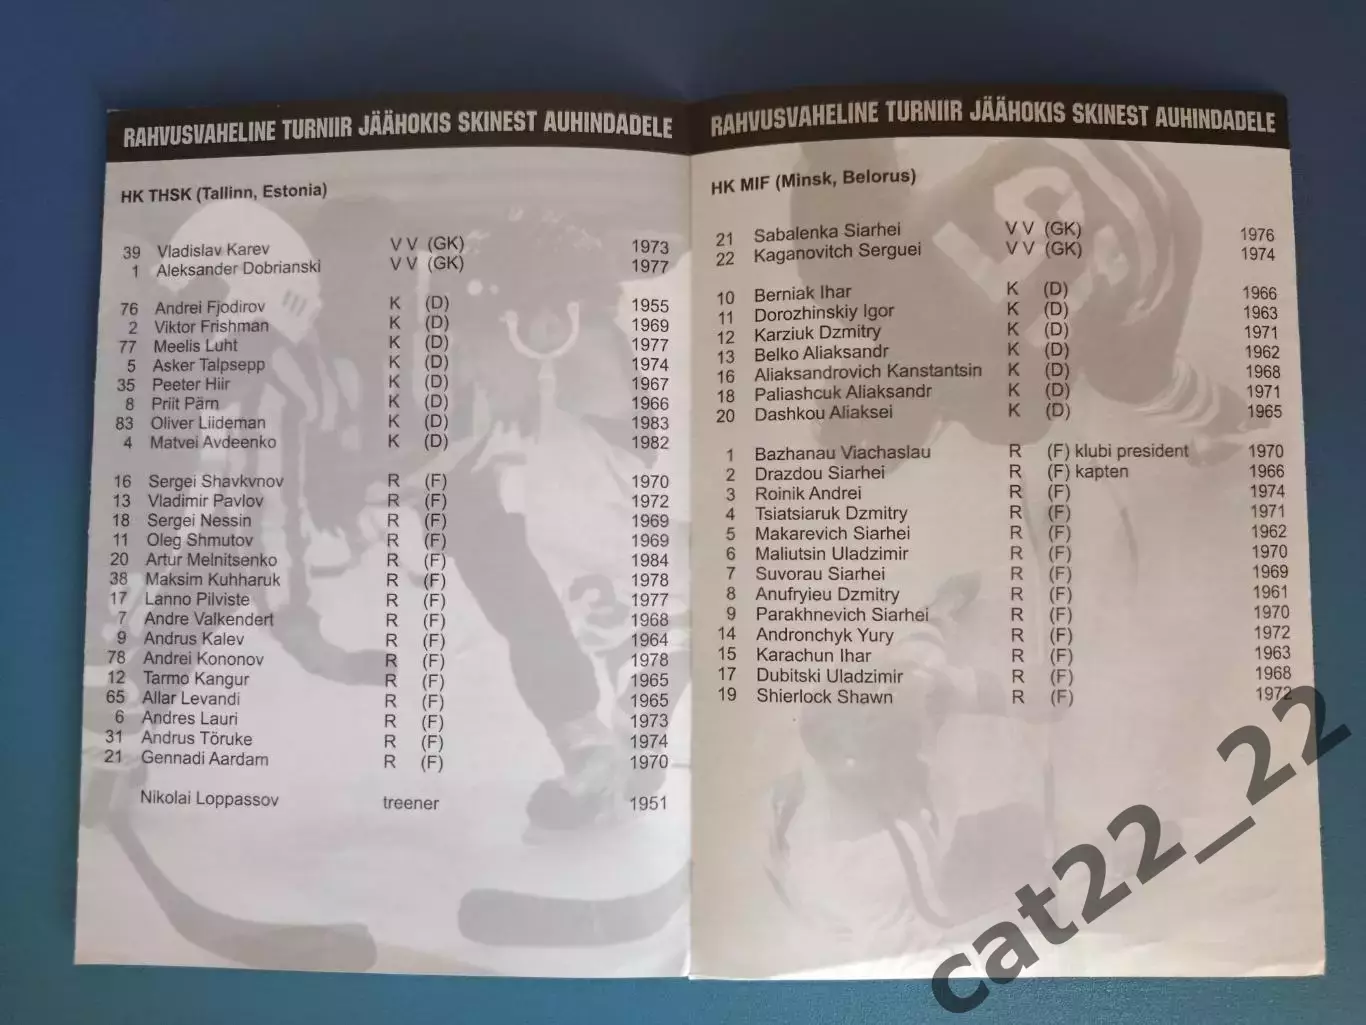 RAHVUSVAHELINE TURNIIR JÄÄHOKIS SKINEST AUHINDADELE
HK THSK (Tallinn, Estonia)
39 Vladislav Karev V V (GK) 1973
1 Aleksander Dobrianski V V (GK) 1977
76 Andrei Fjodirov K (D) 1955
2 Viktor Frishman K (D) 1969
77 Meelis Luht K (D) 1977
5 Asker Talpsepp K (D) 1974
35 Peeter Hiir K (D) 1967
8 Priit Pärn K (D) 1966
83 Oliver Liideman K (D) 1983
4 Matvei Avdeenko K (D) 1982
16 Sergei Shavkvnov R (F) 1970
13 Vladimir Pavlov R (F) 1972
18 Sergei Nessin R (F) 1969
11 Oleg Shmutov R (F) 1969
20 Artur Melnitsenko R (F) 1984
38 Maksim Kuhharuk R (F) 1978
17 Lanno Pilviste R (F) 1977
7 Andre Valkendert R (F) 1968
9 Andrus Kalev R (F) 1964
78 Andrei Kononov R (F) 1978
12 Tarmo Kangur R (F) 1965
65 Allar Levandi R (F) 1965
6 Andres Lauri R (F) 1973
31 Andrus Töruke R (F) 1974
21 Gennadi Aardam R (F) 1970
Nikolai Loppassov treener 1951
RAHVUSVAHELINE TURNIIR JÄÄHOKIS SKINEST AUHINDADELE
HK MIF (Minsk, Belorus)
21 Sabalenka Siarhei V V (GK) 1976
22 Kaganovitch Serguei V V (GK) 1974
10 Berniak Ihar K (D) 1966
11 Dorozhinskiy Igor K (D) 1963
12 Karziuk Dzmitry K (D) 1971
13 Belko Aliaksandr K (D) 1962
16 Aliaksandrovich Kanstantsin K (D) 1968
18 Paliashcuk Aliaksandr K (D) 1971
20 Dashkou Aliaksei K (D) 1965
1 Bazhanau Viachaslau R (F) klubi president 1970
2 Drazdou Siarhei R (F) kapten 1966
3 Roinik Andrei R (F) 1974
4 Tsiatsiaruk Dzmitry R (F) 1971
5 Makarevich Siarhei R (F) 1962
6 Maliutsin Uladzimir R (F) 1970
7 Suvorau Siarhei R (F) 1969
8 Anufryieu Dzmitry R (F) 1961
9 Parakhnevich Siarhei R (F) 1970
14 Andronchyk Yury R (F) 1972
15 Karachun Ihar R (F) 1963
17 Dubitski Uladzimir R (F) 1968
19 Shierlock Shawn R (F) 1972
cat22_22